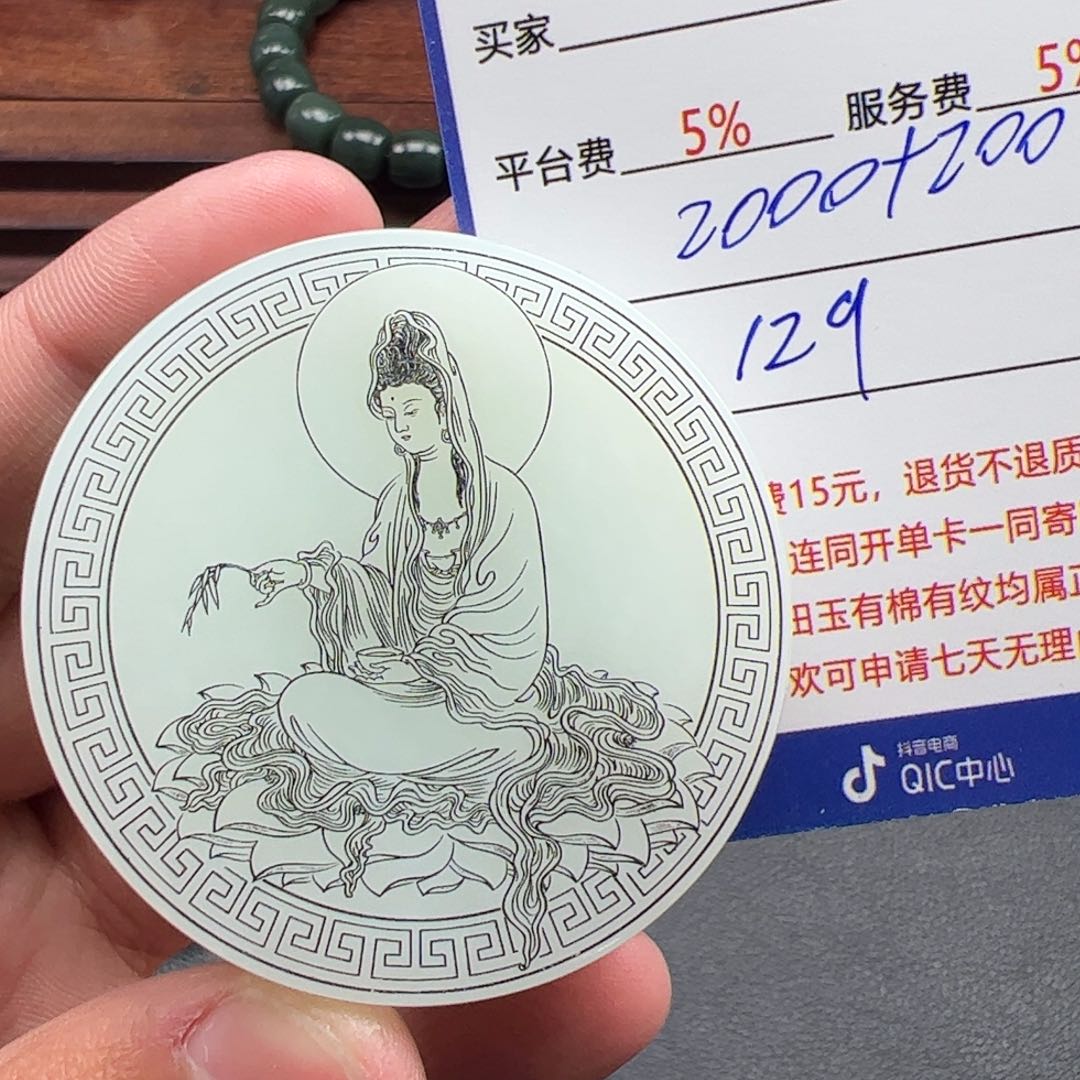 买家
平台费 5% 服务费 5%
2000+200
129
费15元，退货不退质
连同开单卡一同寄
田玉有棉有纹均属正
欢可申请七天无理由
抖音电商
QIC中心